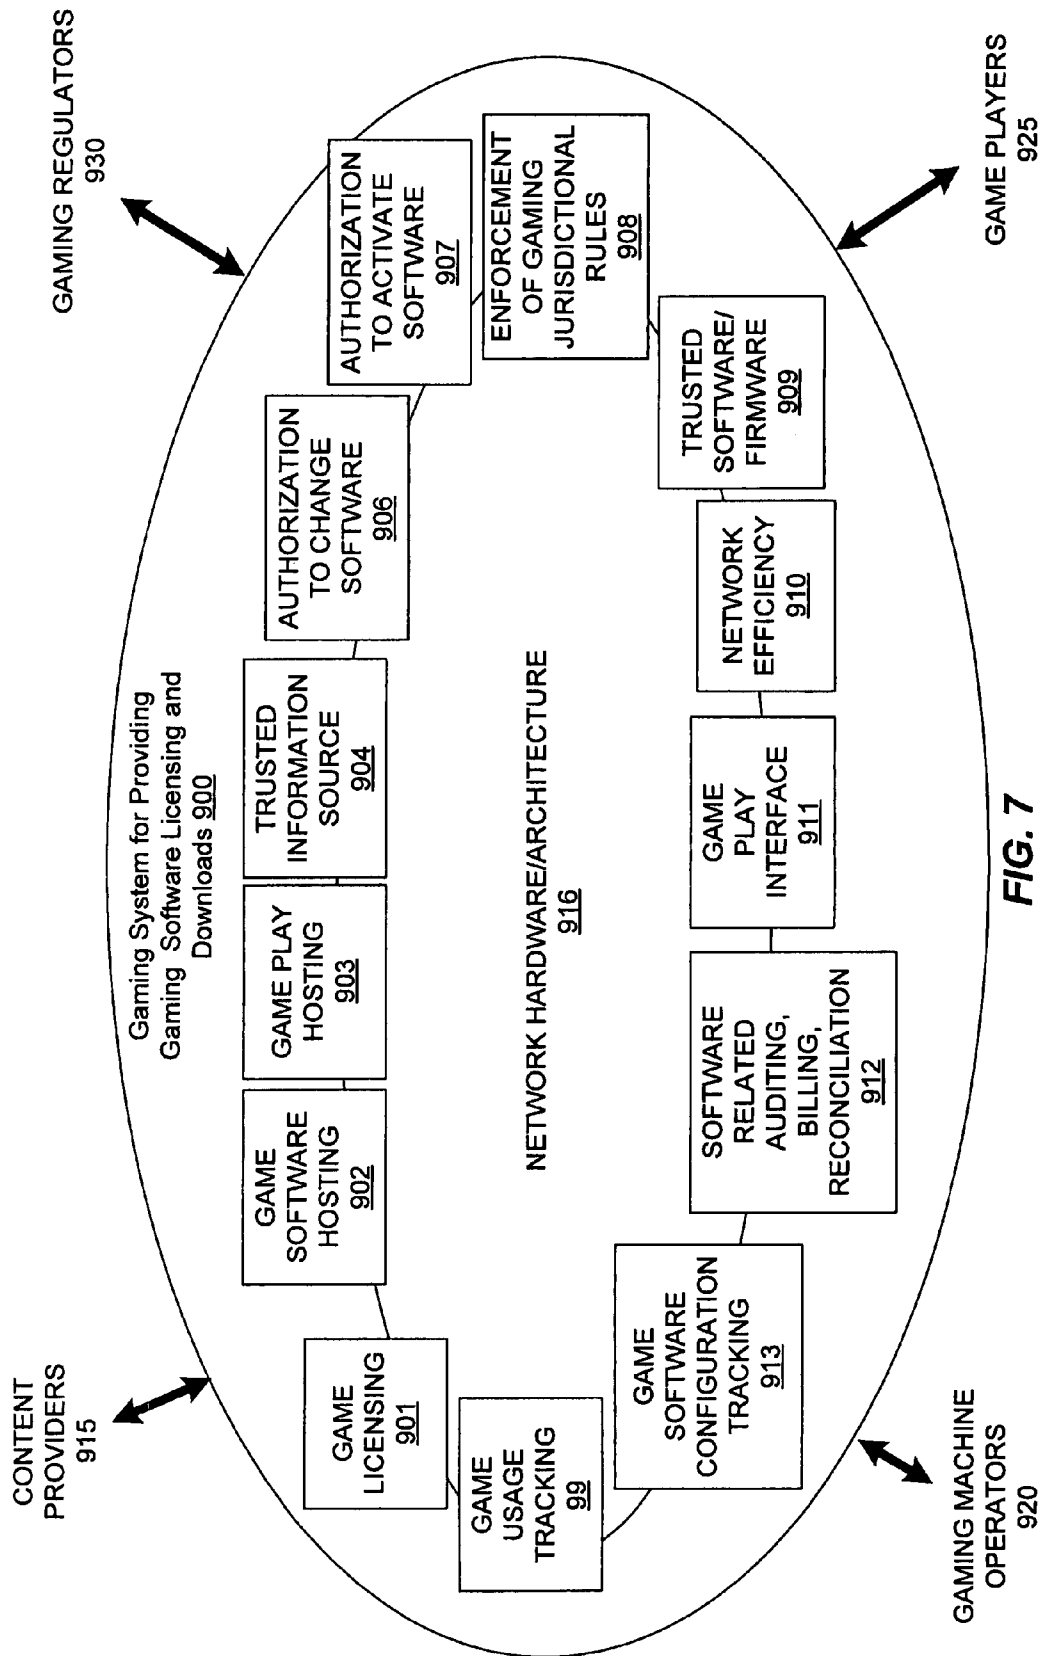 CONTENT
PROVIDERS
915
GAMING REGULATORS
930
Gaming System for Providing
Gaming Software Licensing and
Downloads 900
GAME
LICENSING
901
GAME
SOFTWARE
HOSTING
902
GAME PLAY
HOSTING
903
TRUSTED
INFORMATION
SOURCE
904
AUTHORIZATION
TO CHANGE
SOFTWARE
906
AUTHORIZATION
TO ACTIVATE
SOFTWARE
907
ENFORCEMENT
OF GAMING
JURISDICTIONAL
RULES
908
NETWORK HARDWARE/ARCHITECTURE
916
GAME
USAGE
TRACKING
99
GAME
SOFTWARE
CONFIGURATION
TRACKING
913
SOFTWARE
RELATED
AUDITING,
BILLING,
RECONCILIATION
912
GAME
PLAY
INTERFACE
911
NETWORK
EFFICIENCY
910
TRUSTED
SOFTWARE/
FIRMWARE
909
GAMING MACHINE
OPERATORS
920
GAME PLAYERS
925
FIG. 7